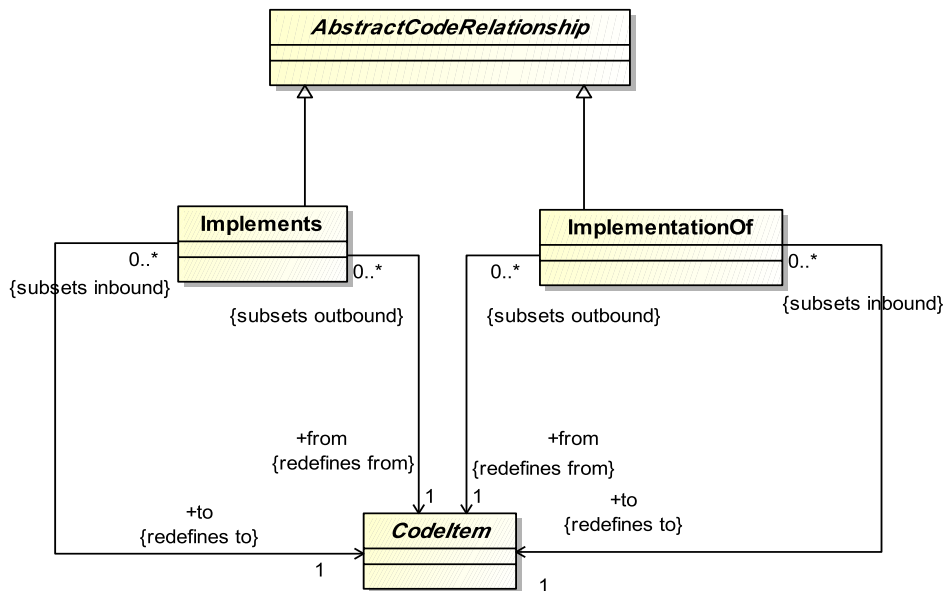 AbstractCodeRelationship
Implements
ImplementationOf
0..*
0..*
0..*
0..*
{subsets inbound}
{subsets outbound}
{subsets outbound}
{subsets inbound}
+from
{redefines from}
+from
{redefines from}
1
1
+to
{redefines to}
+to
{redefines to}
CodeItem
1
1